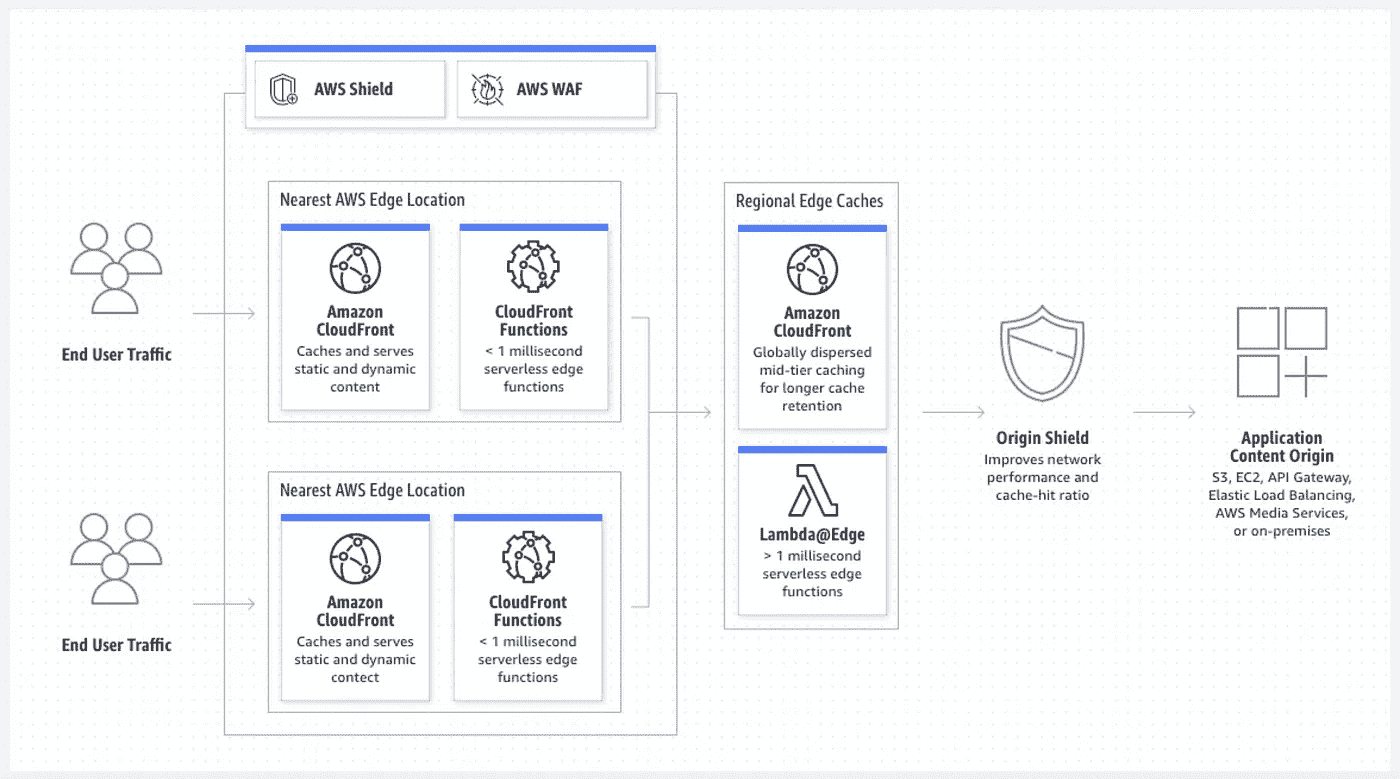 AWS Shield
AWS WAF
Nearest AWS Edge Location
Amazon
CloudFront
Caches and serves
static and dynamic
content
CloudFront
Functions
< 1 millisecond
serverless edge
functions
End User Traffic
Nearest AWS Edge Location
Amazon
CloudFront
Caches and serves
static and dynamic
contect
CloudFront
Functions
< 1 millisecond
serverless edge
functions
End User Traffic
Regional Edge Caches
Amazon
CloudFront
Globally dispersed
mid-tier caching
for longer cache
retention
Lambda@Edge
> 1 millisecond
serverless edge
functions
Origin Shield
Improves network
performance and
cache-hit ratio
Application
Content Origin
S3, EC2, API Gateway,
Elastic Load Balancing,
AWS Media Services,
or on-premises